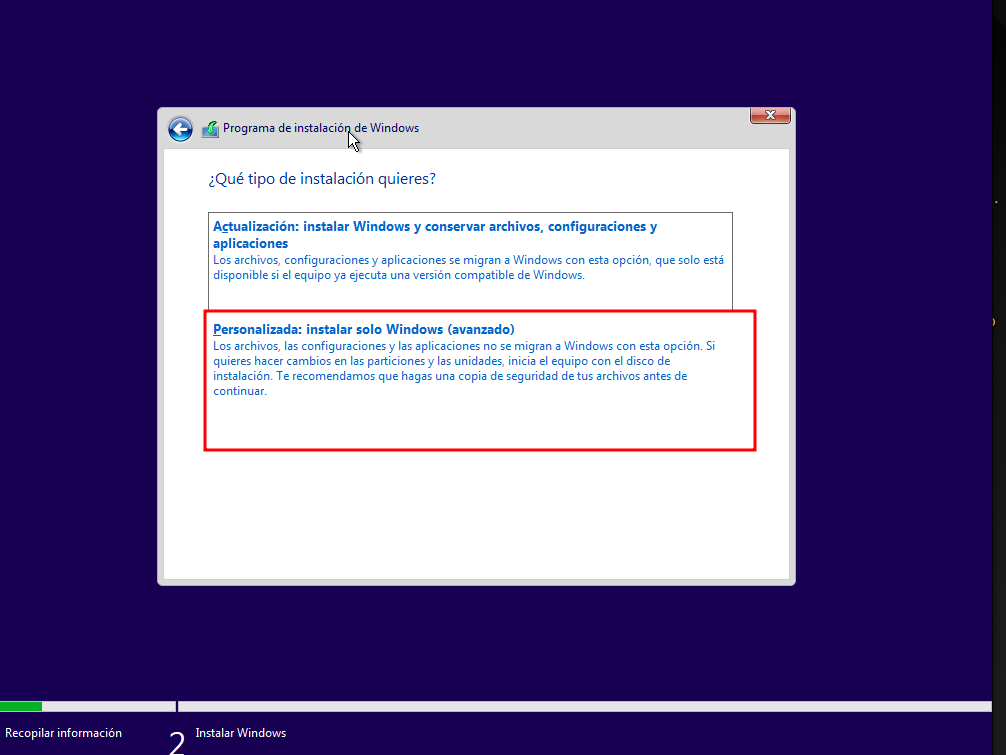 Programa de instalación de Windows
¿Qué tipo de instalación quieres?
Actualización: instalar Windows y conservar archivos, configuraciones y
aplicaciones
Los archivos, configuraciones y aplicaciones se migran a Windows con esta opción, que solo está
disponible si el equipo ya ejecuta una versión compatible de Windows.
Personalizada: instalar solo Windows (avanzado)
Los archivos, las configuraciones y las aplicaciones no se migran a Windows con esta opción. Si
quieres hacer cambios en las particiones y las unidades, inicia el equipo con el disco de
instalación. Te recomendamos que hagas una copia de seguridad de tus archivos antes de
continuar.
Recopilar información
2 Instalar Windows